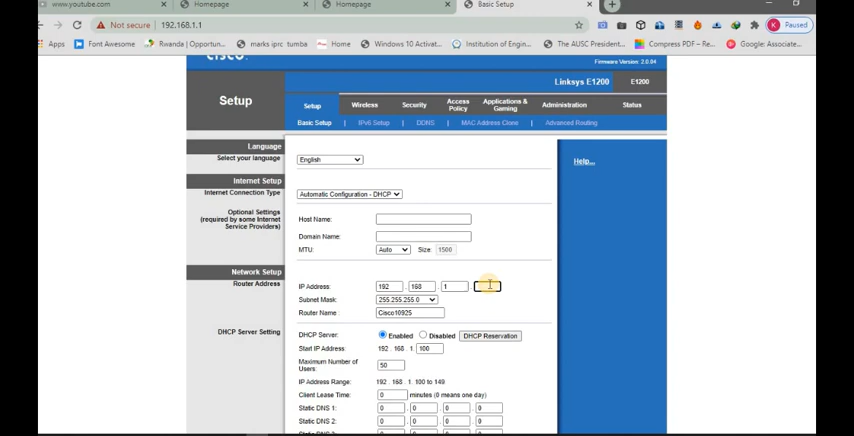 www.youtube.com
Homepage
Homepage
Basic Setup
Not secure 192.168.1.1
K Paused
Apps
Font Awesome
Rwanda | Opportun...
marks iprc tumba
Home
Windows 10 Activat...
Institution of Engin...
The AUSC President...
Compress PDF – Re...
Google: Associate...
CISCO
Firmware Version: 2.0.04
Linksys E1200 E1200
Setup
Setup
Wireless
Security
Access Policy
Applications & Gaming
Administration
Status
Basic Setup | IPv6 Setup | DDNS | MAC Address Clone | Advanced Routing
Language
Select your language
English
Help...
Internet Setup
Internet Connection Type
Automatic Configuration - DHCP
Optional Settings
(required by some Internet
Service Providers)
Host Name:
Domain Name:
MTU: Auto Size: 1500
Network Setup
Router Address
IP Address: 192 . 168 . 1 .
Subnet Mask: 255.255.255.0
Router Name Cisco10925
DHCP Server Setting
DHCP Server: Enabled Disabled DHCP Reservation
Start IP Address: 192 . 168 . 1. 100
Maximum Number of
Users: 50
IP Address Range: 192 . 168 . 1. 100 to 149
Client Lease Time: 0 minutes (0 means one day)
Static DNS 1: 0 . 0 . 0 . 0
Static DNS 2: 0 . 0 . 0 . 0